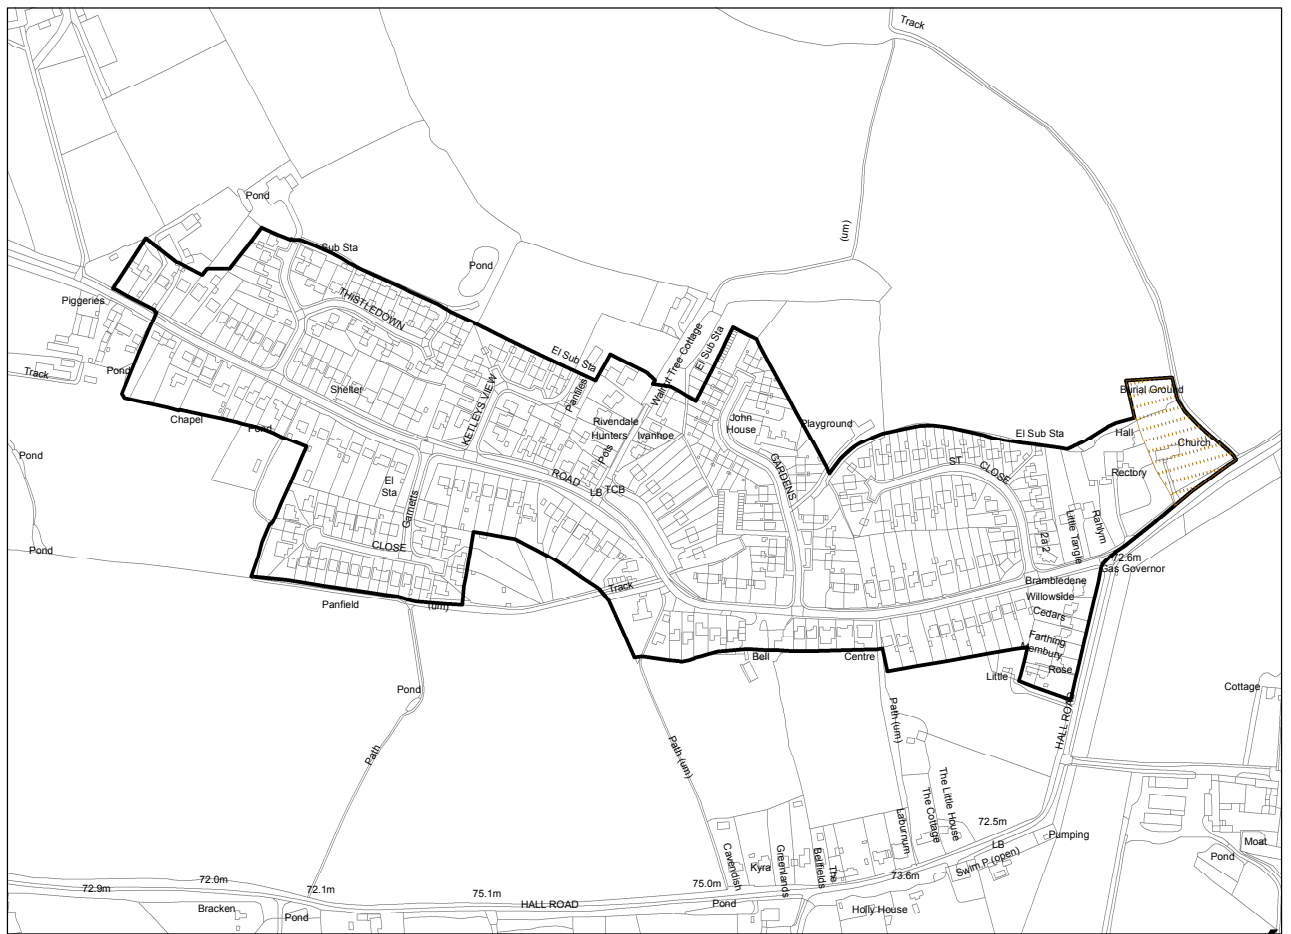 Track
Pond
(um)
Sub Sta
Pond
Piggeries
THISTLEDOWN
El Sub Sta
Walnut Tree Cottage
El Sub Sta
Track
Pond
Shelter
Pantiles
KETLEYS VIEW
Burial Ground
Chapel
Pond
Rivendale
Hunters
Ivanhoe
Pots
John
House
Playground
El Sub Sta
Hall
Church
Pond
El
Sta
Garnetts
ROAD
LB
TCB
GARDENS
ST
CLOSE
Rectory
Pond
CLOSE
2a/2
Little Tangle
Rahlym
72.6m
Gas Governor
Panfield
(um)
Track
Brambledene
Willowside
Cedars
Farthing
embury
Rose
Bell
Centre
Little
Pond
Path
Path (um)
Path (um)
HALL ROAD
Cottage
The Little House
The Cottage
Laburnum
72.5m
LB
Pumping
Swim P (open)
Moat
Pond
Cavendish
Kyra
Greenlands
The
Bellfields
72.9m
72.0m
72.1m
75.1m
75.0m
73.6m
HALL ROAD
Bracken
Pond
Pond
Holly House